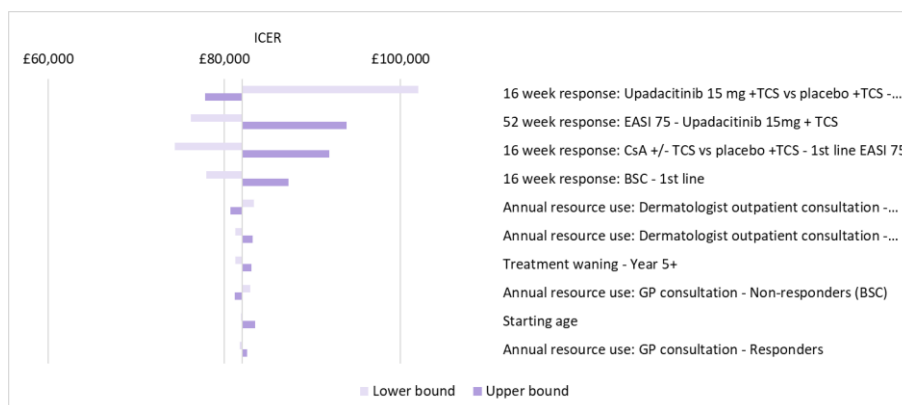 ICER
£60,000
£80,000
£100,000
16 week response: Upadacitinib 15 mg +TCS vs placebo +TCS -...
52 week response: EASI 75 - Upadacitinib 15mg + TCS
16 week response: CsA +/- TCS vs placebo +TCS - 1st line EASI 75
16 week response: BSC - 1st line
Annual resource use: Dermatologist outpatient consultation -...
Annual resource use: Dermatologist outpatient consultation -...
Treatment waning - Year 5+
Annual resource use: GP consultation - Non-responders (BSC)
Starting age
Annual resource use: GP consultation - Responders
Lower bound
Upper bound